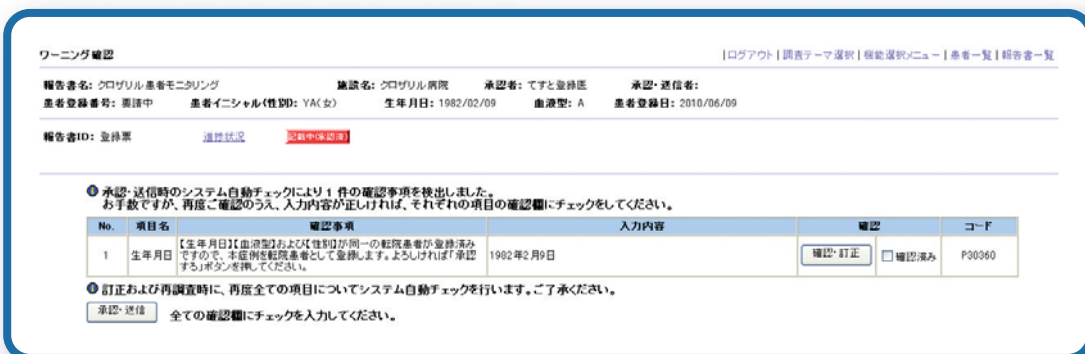 ワーニング確認
|ログアウト|調査テーマ選択|機能選択メニュー|患者一覧|報告書一覧
報告書名: クロザリル患者モニタリング 施設名: クロザリル病院 承認者: てすと登録医 承認・送信者:
患者登録番号: 要請中 患者イニシャル(性別): YA(女) 生年月日: 1982/02/09 血液型: A 患者登録日: 2010/06/09
報告書ID: 登録票 進捗状況 記載中(承認済)
承認・送信時のシステム自動チェックにより 1 件の確認事項を検出しました。
お手数ですが、再度ご確認のうえ、入力内容が正しければ、それぞれの項目の確認欄にチェックをしてください。
No. 項目名 確認事項 入力内容 確認 コード
【生年月日】【血液型】および【性別】が同一の転院患者が登録済み
1 生年月日 ですので、本症例を転院患者として登録します。よろしければ「承認 1982年2月9日 確認・訂正 確認済み P30360
する」ボタンを押してください。
訂正および再調査時に、再度全ての項目についてシステム自動チェックを行います。ご了承ください。
承認・送信 全ての確認欄にチェックを入力してください。